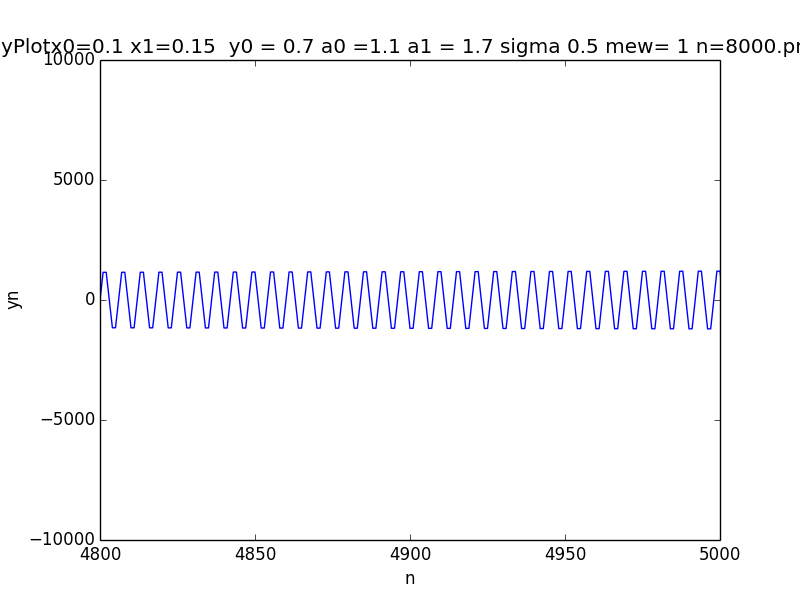 yPlotx0=0.1 x1=0.15  y0 = 0.7 a0 =1.1 a1 = 1.7 sigma 0.5 mew= 1 n=8000.pn
10000
5000
yn
0
−5000
−10000
4800 4850 4900 4950 5000
n